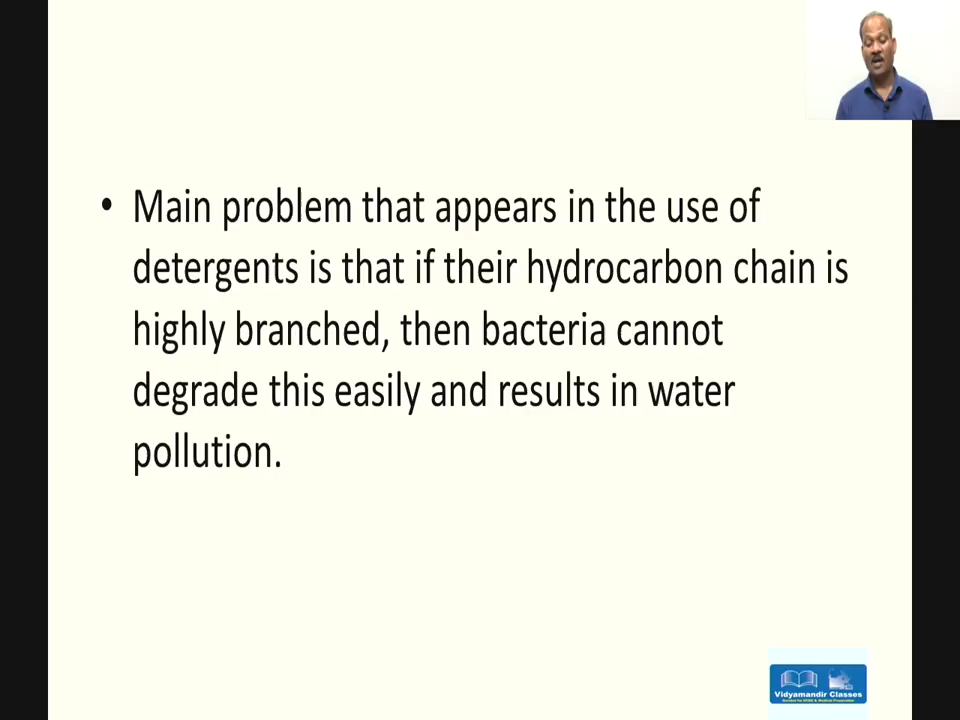 • Main problem that appears in the use of
detergents is that if their hydrocarbon chain is
highly branched, then bacteria cannot
degrade this easily and results in water
pollution.
Vidyamandir Classes